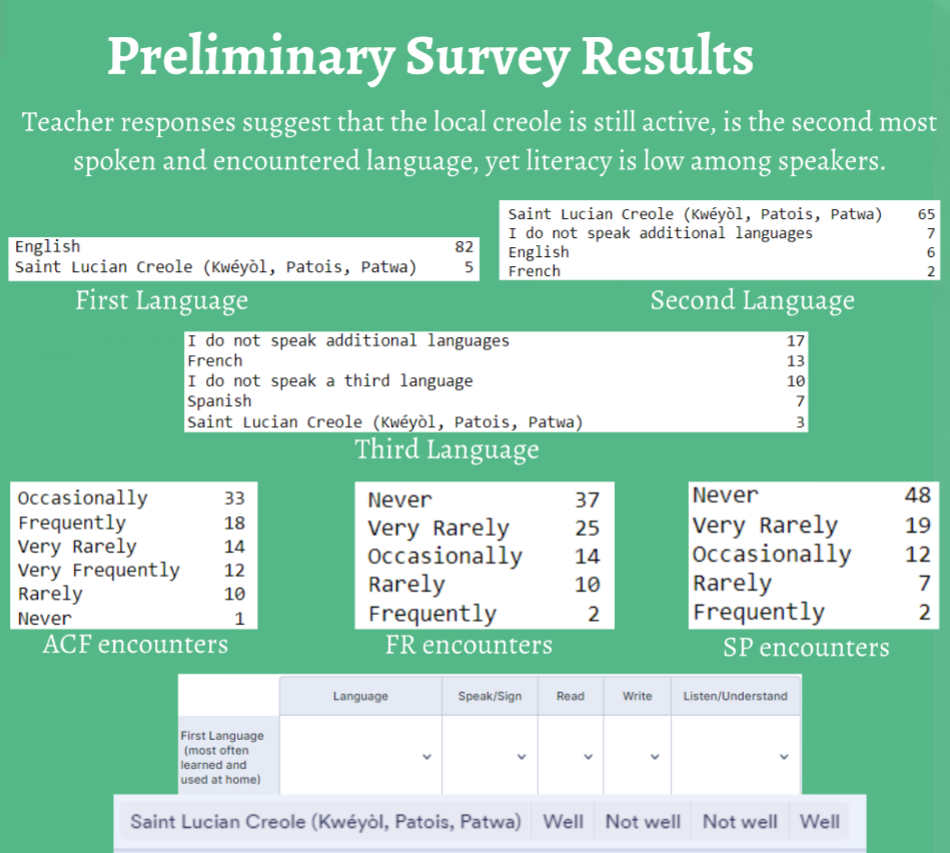 Preliminary Survey Results
Teacher responses suggest that the local creole is still active, is the second most
spoken and encountered language, yet literacy is low among speakers.
English 82
Saint Lucian Creole (Kwéyòl, Patois, Patwa) 5
First Language
Saint Lucian Creole (Kwéyòl, Patois, Patwa) 65
I do not speak additional languages 7
English 6
French 2
Second Language
I do not speak additional languages 17
French 13
I do not speak a third language 10
Spanish 7
Saint Lucian Creole (Kwéyòl, Patois, Patwa) 3
Third Language
Occasionally 33
Frequently 18
Very Rarely 14
Very Frequently 12
Rarely 10
Never 1
ACF encounters
Never 37
Very Rarely 25
Occasionally 14
Rarely 10
Frequently 2
FR encounters
Never 48
Very Rarely 19
Occasionally 12
Rarely 7
Frequently 2
SP encounters
Language Speak/Sign Read Write Listen/Understand
First Language
(most often
learned and
used at home)
Saint Lucian Creole (Kwéyòl, Patois, Patwa) Well Not well Not well Well